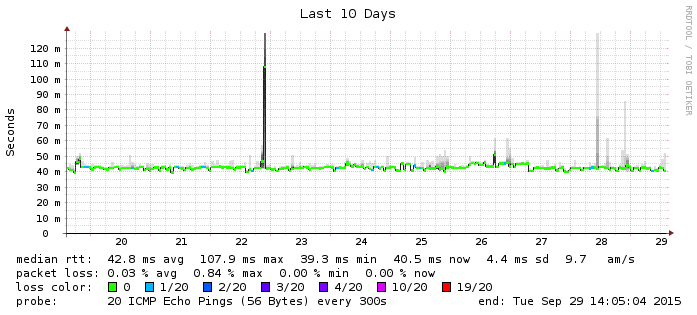 Last 10 Days
RRDTOOL / TOBI OETIKER
Seconds
120 m
110 m
100 m
90 m
80 m
70 m
60 m
50 m
40 m
30 m
20 m
10 m
0
20 21 22 23 24 25 26 27 28 29
median rtt: 42.8 ms avg 107.9 ms max 39.3 ms min 40.5 ms now 4.4 ms sd 9.7 am/s
packet loss: 0.03 % avg 0.84 % max 0.00 % min 0.00 % now
loss color: 0 1/20 2/20 3/20 4/20 10/20 19/20
probe: 20 ICMP Echo Pings (56 Bytes) every 300s end: Tue Sep 29 14:05:04 2015